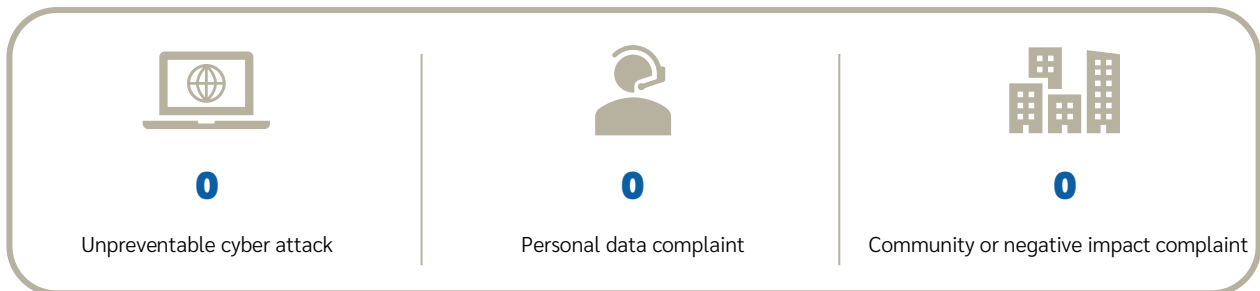 0
Unpreventable cyber attack
0
Personal data complaint
0
Community or negative impact complaint